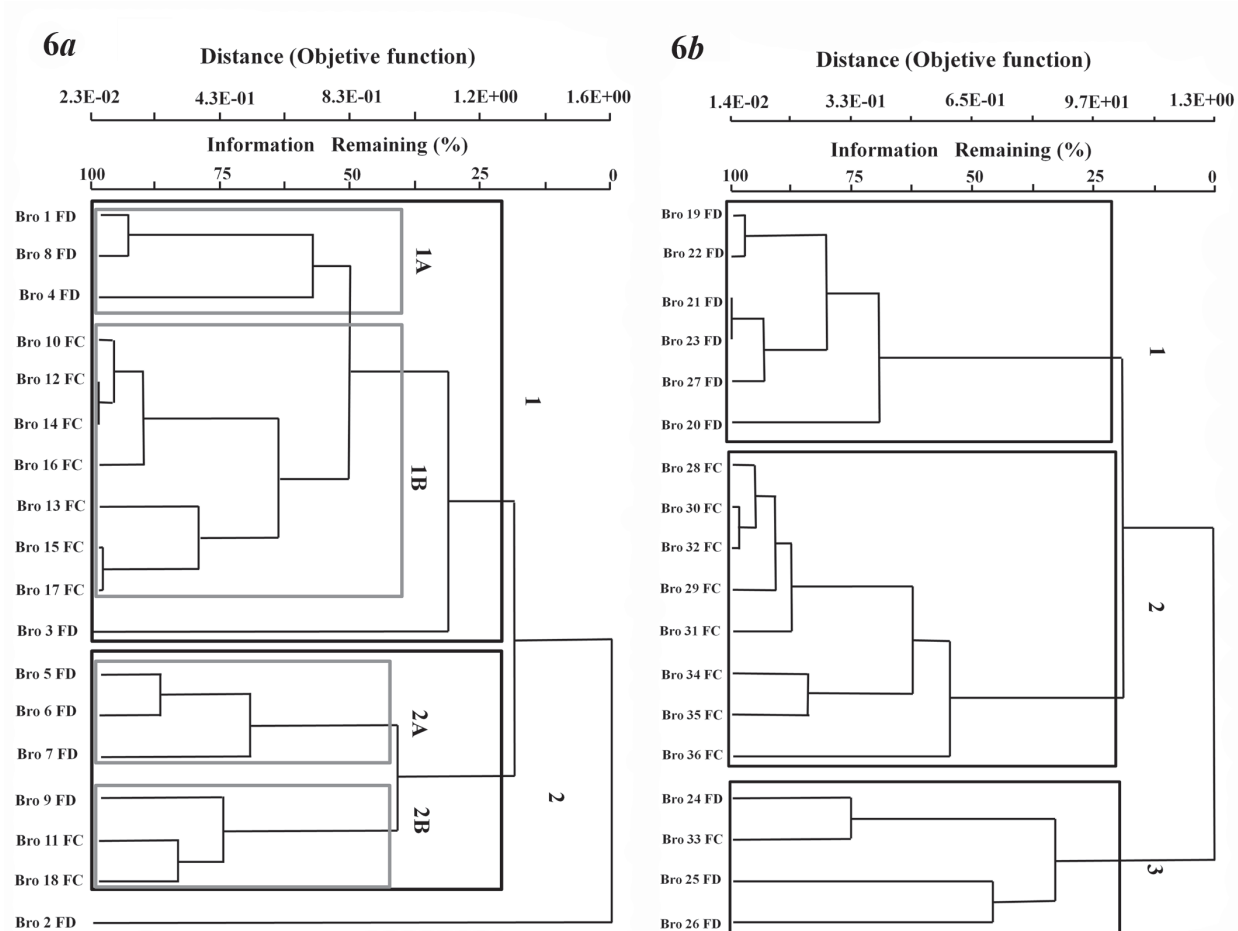 6a
Distance (Objetive function)
2.3E-02 4.3E-01 8.3E-01 1.2E+00 1.6E+00
Information Remaining (%)
100 75 50 25 0
Bro 1 FD
Bro 8 FD
Bro 4 FD
1A
Bro 10 FC
Bro 12 FC
Bro 14 FC
Bro 16 FC
Bro 13 FC
Bro 15 FC
Bro 17 FC
1B
Bro 3 FD
1
Bro 5 FD
Bro 6 FD
Bro 7 FD
2A
Bro 9 FD
Bro 11 FC
Bro 18 FC
2B
2
Bro 2 FD
6b
Distance (Objetive function)
1.4E-02 3.3E-01 6.5E-01 9.7E+01 1.3E+00
Information Remaining (%)
100 75 50 25 0
Bro 19 FD
Bro 22 FD
Bro 21 FD
Bro 23 FD
Bro 27 FD
Bro 20 FD
1
Bro 28 FC
Bro 30 FC
Bro 32 FC
Bro 29 FC
Bro 31 FC
Bro 34 FC
Bro 35 FC
Bro 36 FC
2
Bro 24 FD
Bro 33 FC
Bro 25 FD
Bro 26 FD
3